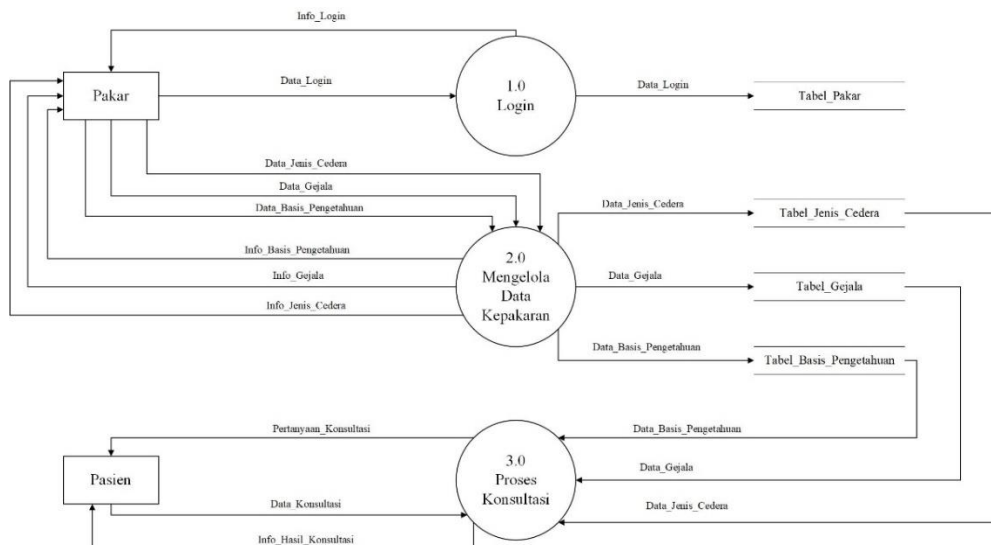 Info_Login
Pakar
Data_Login
1.0
Login
Data_Login
Tabel_Pakar
Data_Jenis_Cedera
Data_Gejala
Data_Basis_Pengetahuan
Info_Basis_Pengetahuan
Info_Gejala
Info_Jenis_Cedera
2.0
Mengelola
Data
Kepakaran
Data_Jenis_Cedera
Tabel_Jenis_Cedera
Data_Gejala
Tabel_Gejala
Data_Basis_Pengetahuan
Tabel_Basis_Pengetahuan
Pertanyaan_Konsultasi
Pasien
Data_Konsultasi
Info_Hasil_Konsultasi
3.0
Proses
Konsultasi
Data_Basis_Pengetahuan
Data_Gejala
Data_Jenis_Cedera